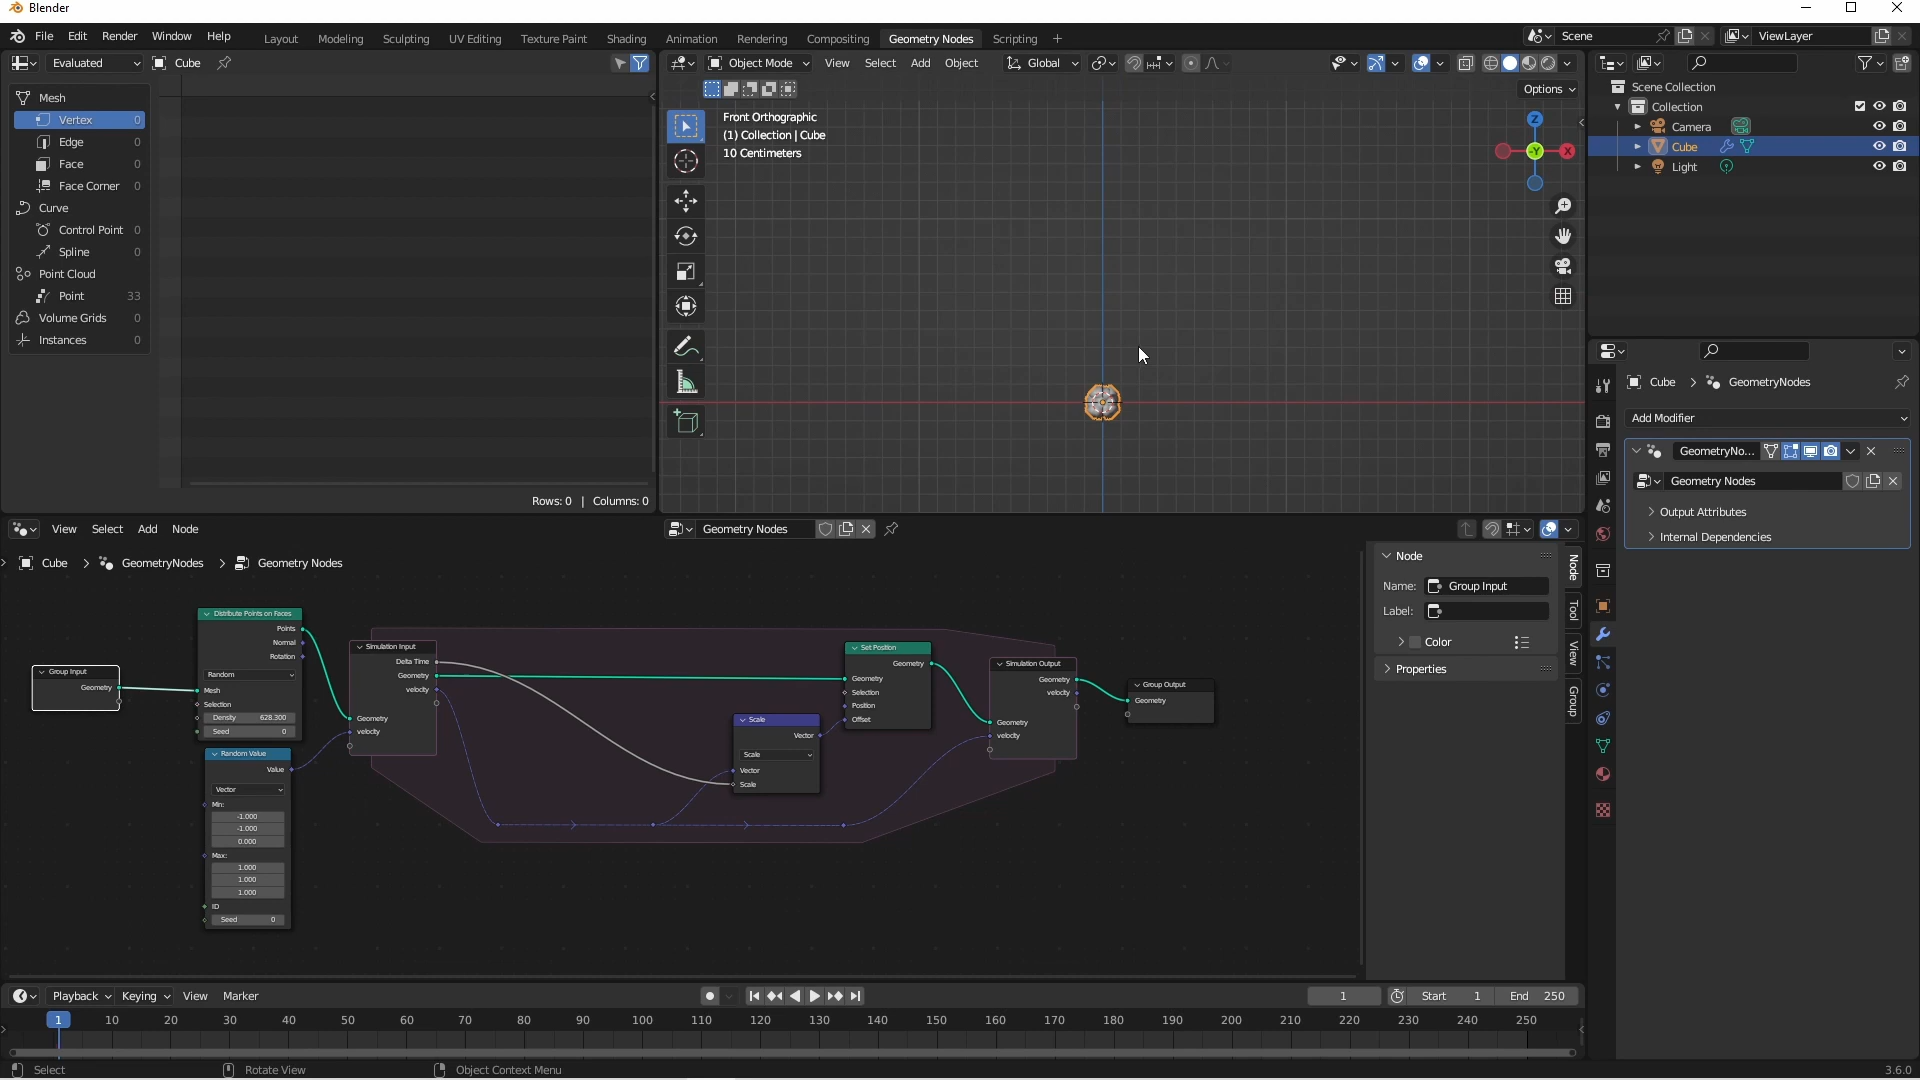 Blender
File Edit Render Window Help Layout Modeling Sculpting UV Editing Texture Paint Shading Animation Rendering Compositing Geometry Nodes Scripting + Scene ViewLayer
Evaluated Cube
Mesh
Vertex 0
Edge 0
Face 0
Face Corner 0
Curve
Control Point 0
Spline 0
Point Cloud
Point 33
Volume Grids 0
Instances 0
Rows: 0 | Columns: 0
Object Mode View Select Add Object Global
Options
Front Orthographic
(1) Collection | Cube
10 Centimeters
Z
-Y X
Scene Collection
Collection
Camera
Cube
Light
Cube > GeometryNodes
Add Modifier
GeometryNo...
Geometry Nodes
Output Attributes
Internal Dependencies
View Select Add Node Geometry Nodes
Cube > GeometryNodes > Geometry Nodes
Group Input
Geometry
Distribute Points on Faces
Points
Normal
Rotation
Random
Mesh
Selection
Density 628.300
Seed 0
Random Value
Value
Vector
Min:
-1.000
-1.000
0.000
Max:
1.000
1.000
1.000
ID
Seed 0
Simulation Input
Delta Time
Geometry
velocity
Geometry
velocity
Scale
Vector
Scale
Vector
Scale
Set Position
Geometry
Geometry
Selection
Position
Offset
Simulation Output
Geometry
velocity
Geometry
velocity
Group Output
Geometry
Node
Name: Group Input
Label:
Color
Properties
Node
Tool
View
Group
Playback Keying View Marker 1 Start 1 End 250
1 10 20 30 40 50 60 70 80 90 100 110 120 130 140 150 160 170 180 190 200 210 220 230 240 250
Select Rotate View Object Context Menu 3.6.0